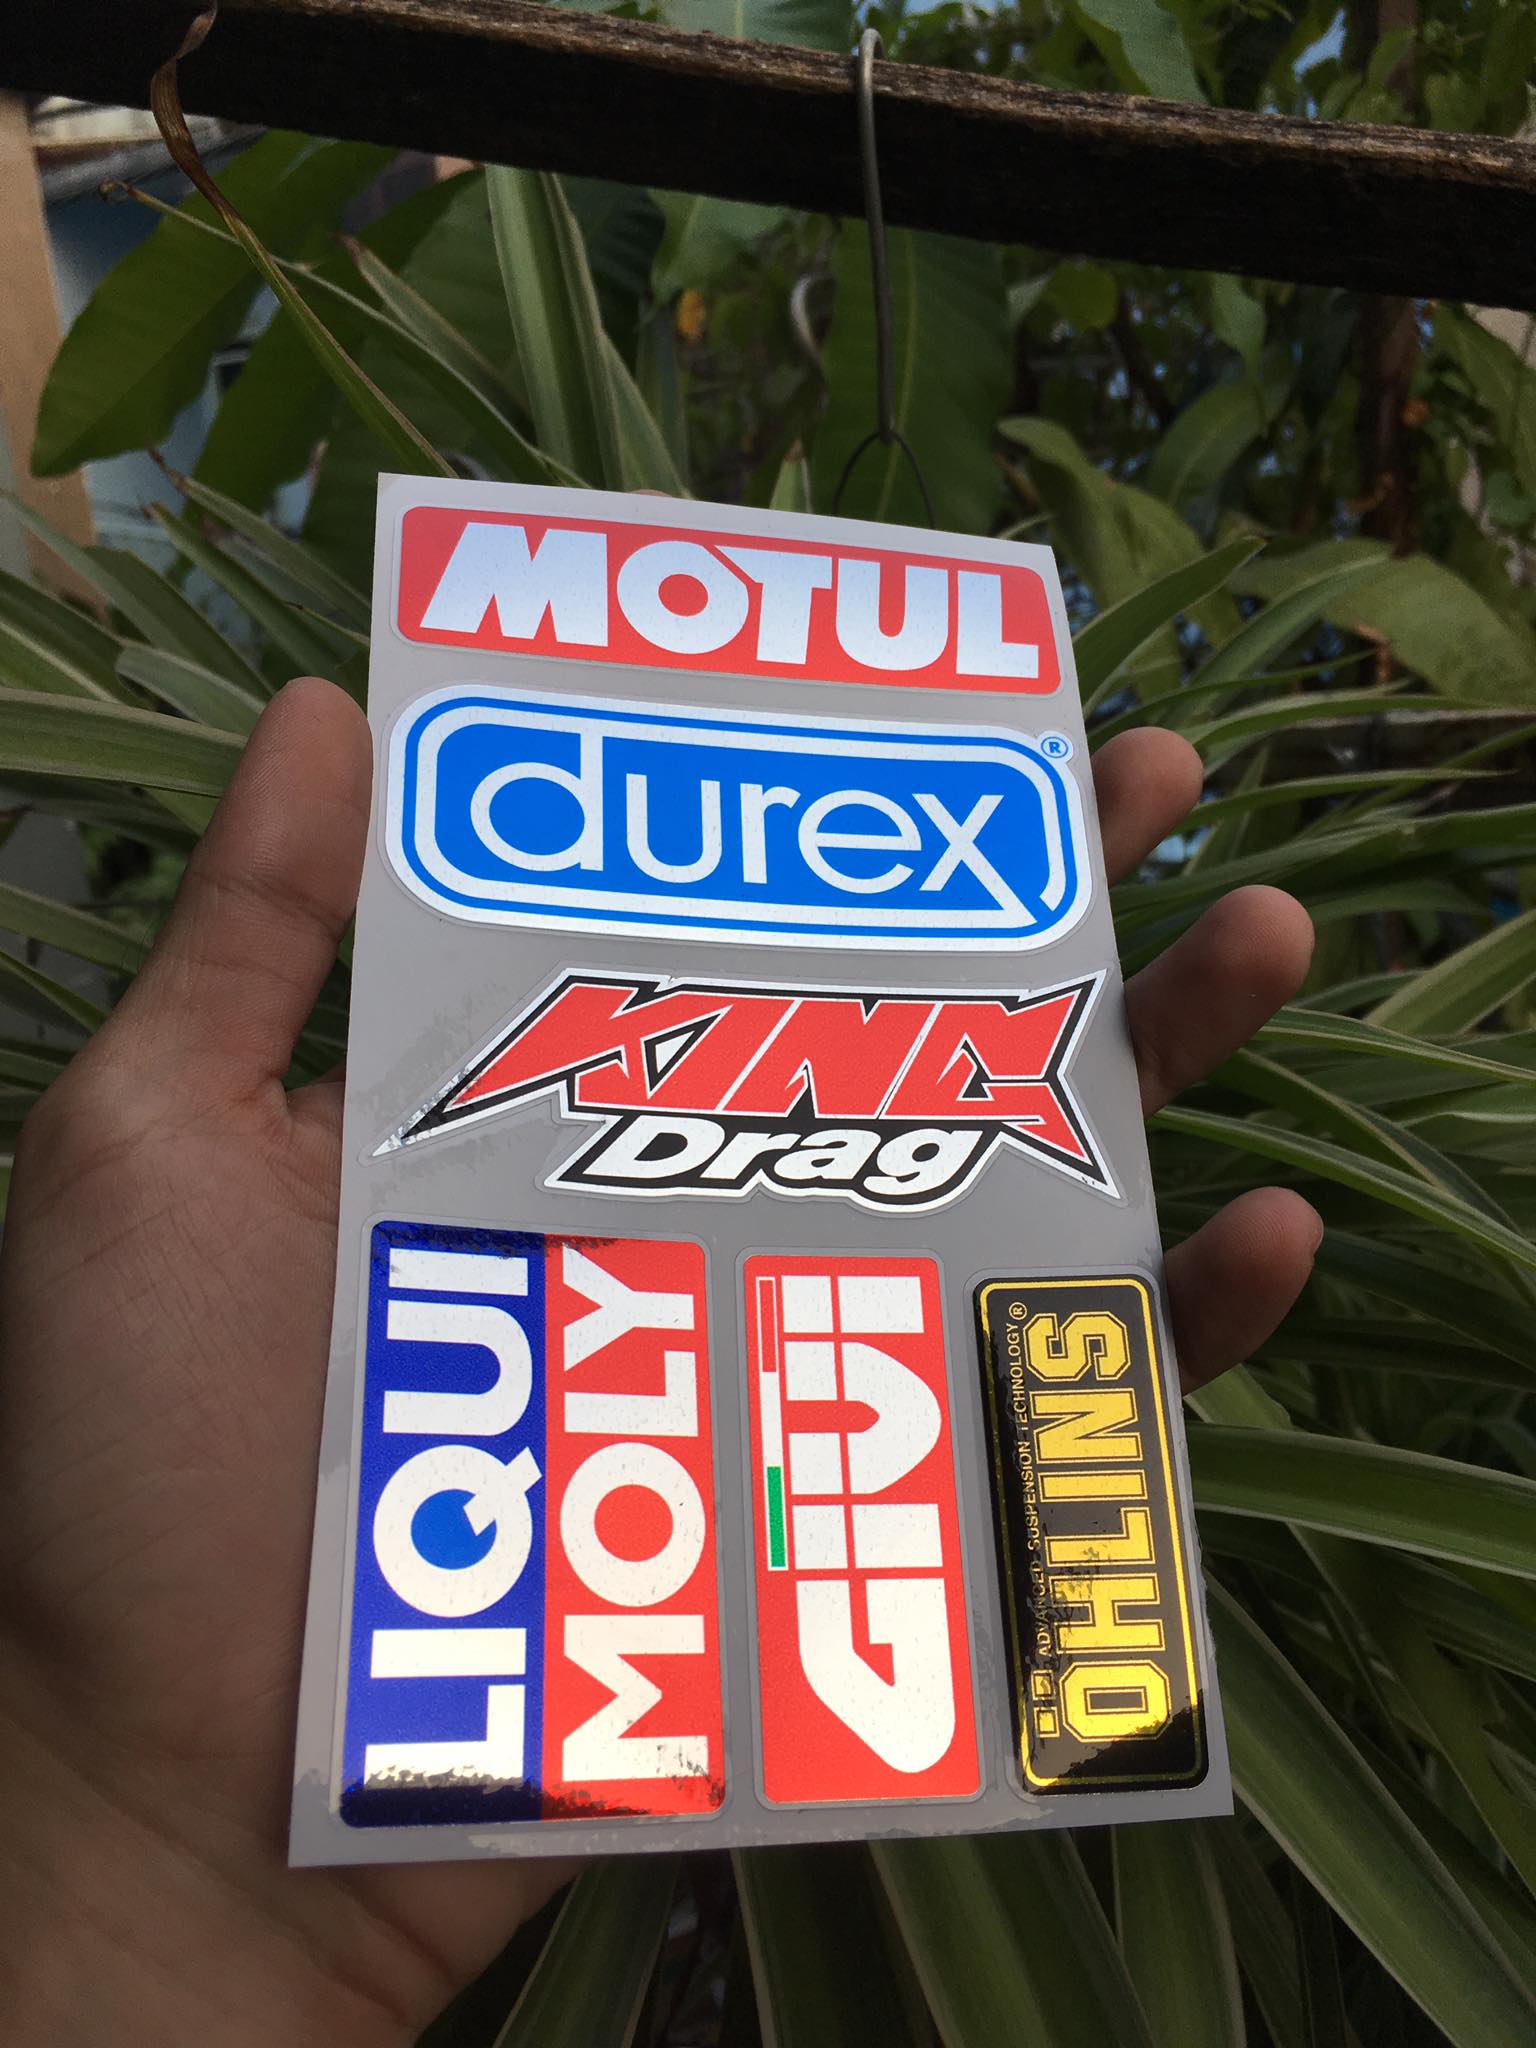 MOTUL
durex®
KING
Drag
LIQUI
MOLY
GIVI
ADVANCED SUSPENSION TECHNOLOGY®
ÖHLINS